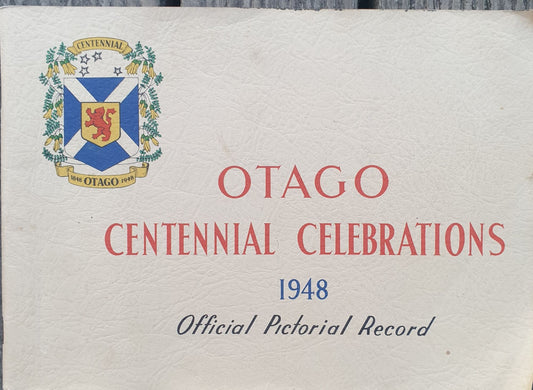 CENTENNIAL
1848 OTAGO 1948
OTAGO
CENTENNIAL CELEBRATIONS
1948
Official Pictorial Record